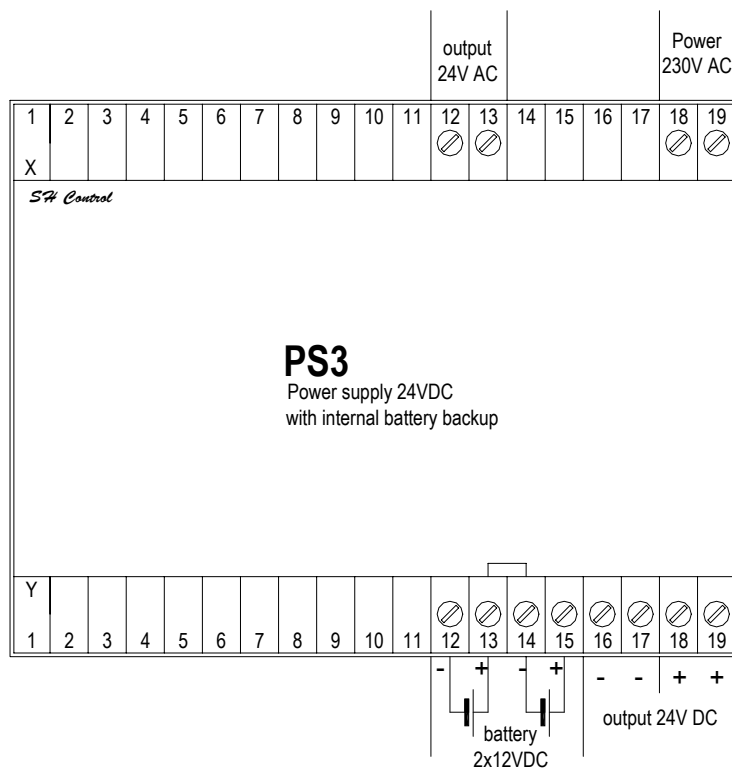 output
24V AC
Power
230V AC
1 2 3 4 5 6 7 8 9 10 11 12 13 14 15 16 17 18 19
X
SH Control
PS3
Power supply 24VDC
with internal battery backup
Y
1 2 3 4 5 6 7 8 9 10 11 12 13 14 15 16 17 18 19
- + - + - - + +
battery
2x12VDC
output 24V DC